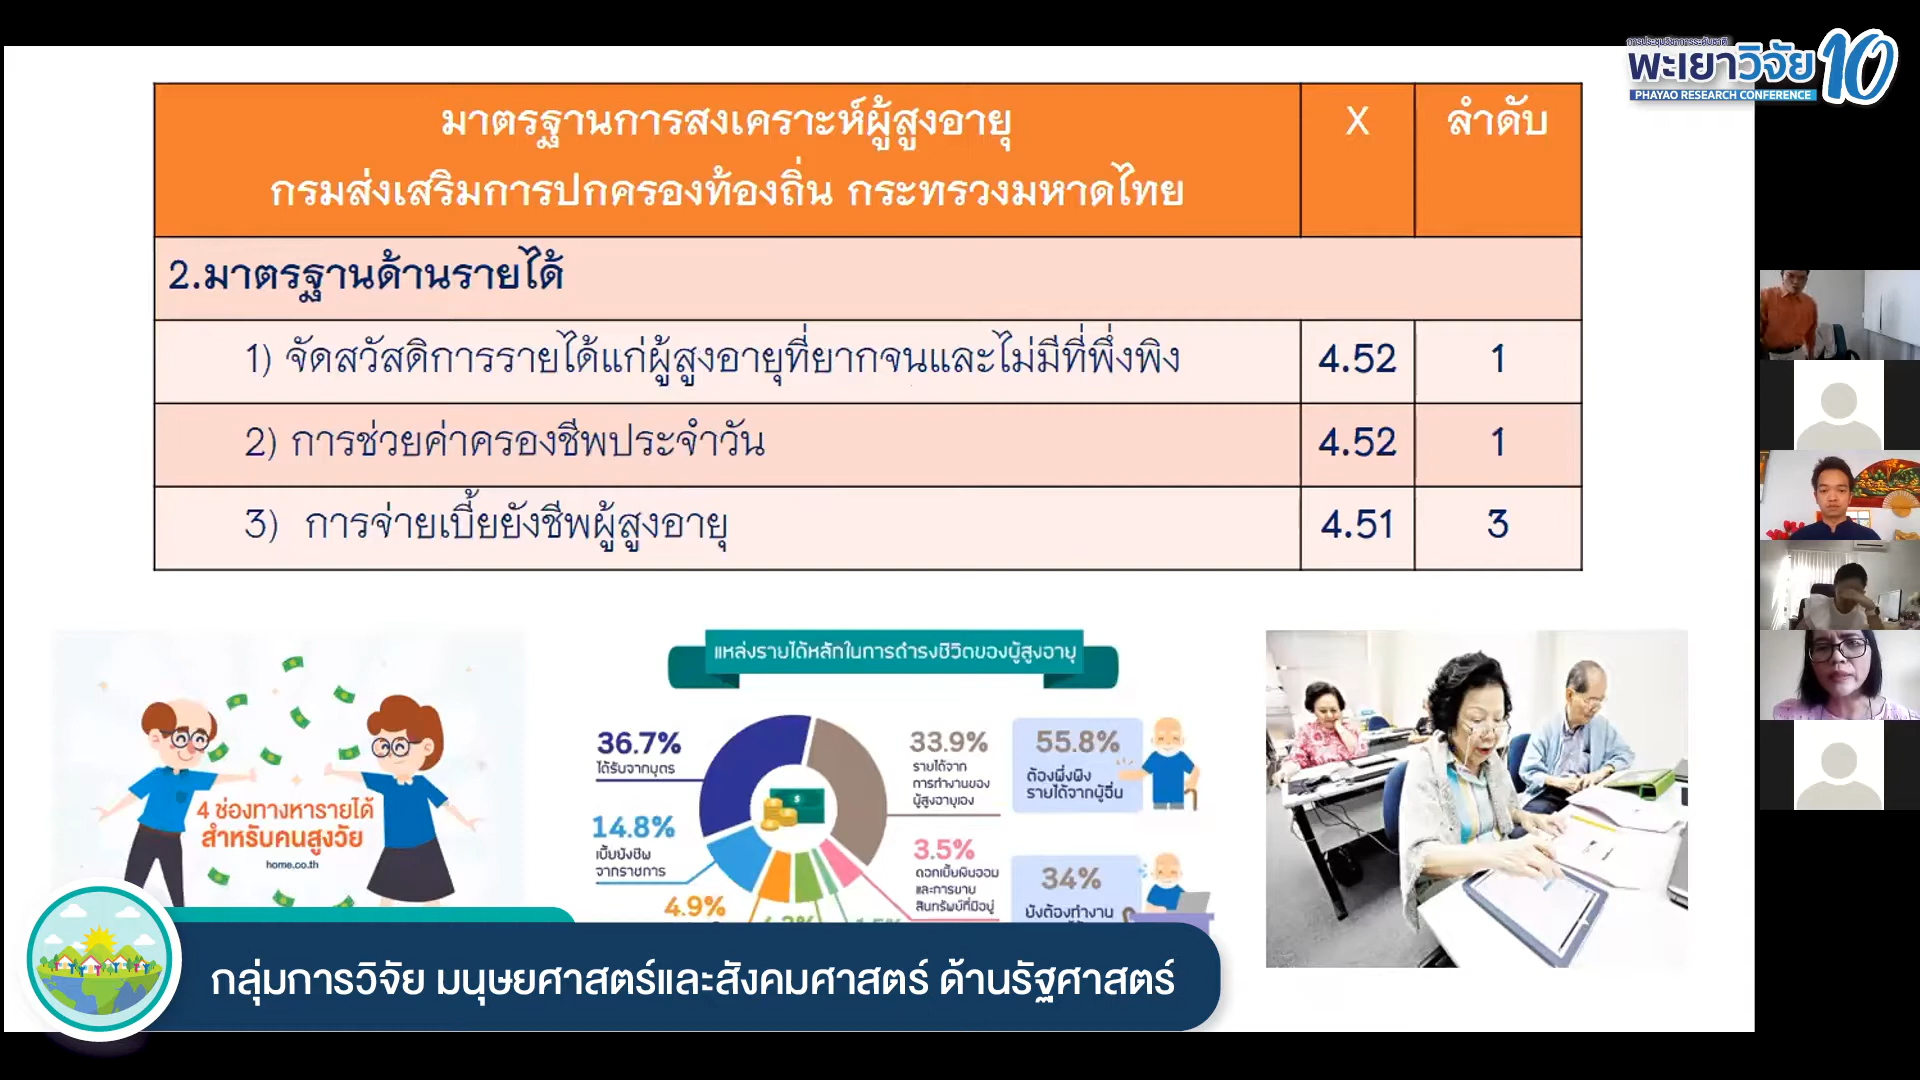 การประชุมวิชาการระดับชาติ
พะเยาวิจัย 10
PHAYAO RESEARCH CONFERENCE
มาตรฐานการสงเคราะห์ผู้สูงอายุ
กรมส่งเสริมการปกครองท้องถิ่น กระทรวงมหาดไทย
X
ลำดับ
2.มาตรฐานด้านรายได้
1) จัดสวัสดิการรายได้แก่ผู้สูงอายุที่ยากจนและไม่มีที่พึ่งพิง 4.52 1
2) การช่วยค่าครองชีพประจำวัน 4.52 1
3) การจ่ายเบี้ยยังชีพผู้สูงอายุ 4.51 3
4 ช่องทางหารายได้
สำหรับคนสูงวัย
home.co.th
แหล่งรายได้หลักในการดำรงชีวิตของผู้สูงอายุ
36.7%
ได้รับจากบุตร
14.8%
เบี้ยยังชีพ
จากราชการ
4.9%
33.9%
รายได้จาก
การทำงานของ
ผู้สูงอายุเอง
3.5%
ดอกเบี้ยเงินออม
และการขาย
สินทรัพย์ที่มีอยู่
55.8%
ต้องพึ่งพิง
รายได้จากผู้อื่น
34%
ยังต้องทำงาน
กลุ่มการวิจัย มนุษยศาสตร์และสังคมศาสตร์ ด้านรัฐศาสตร์